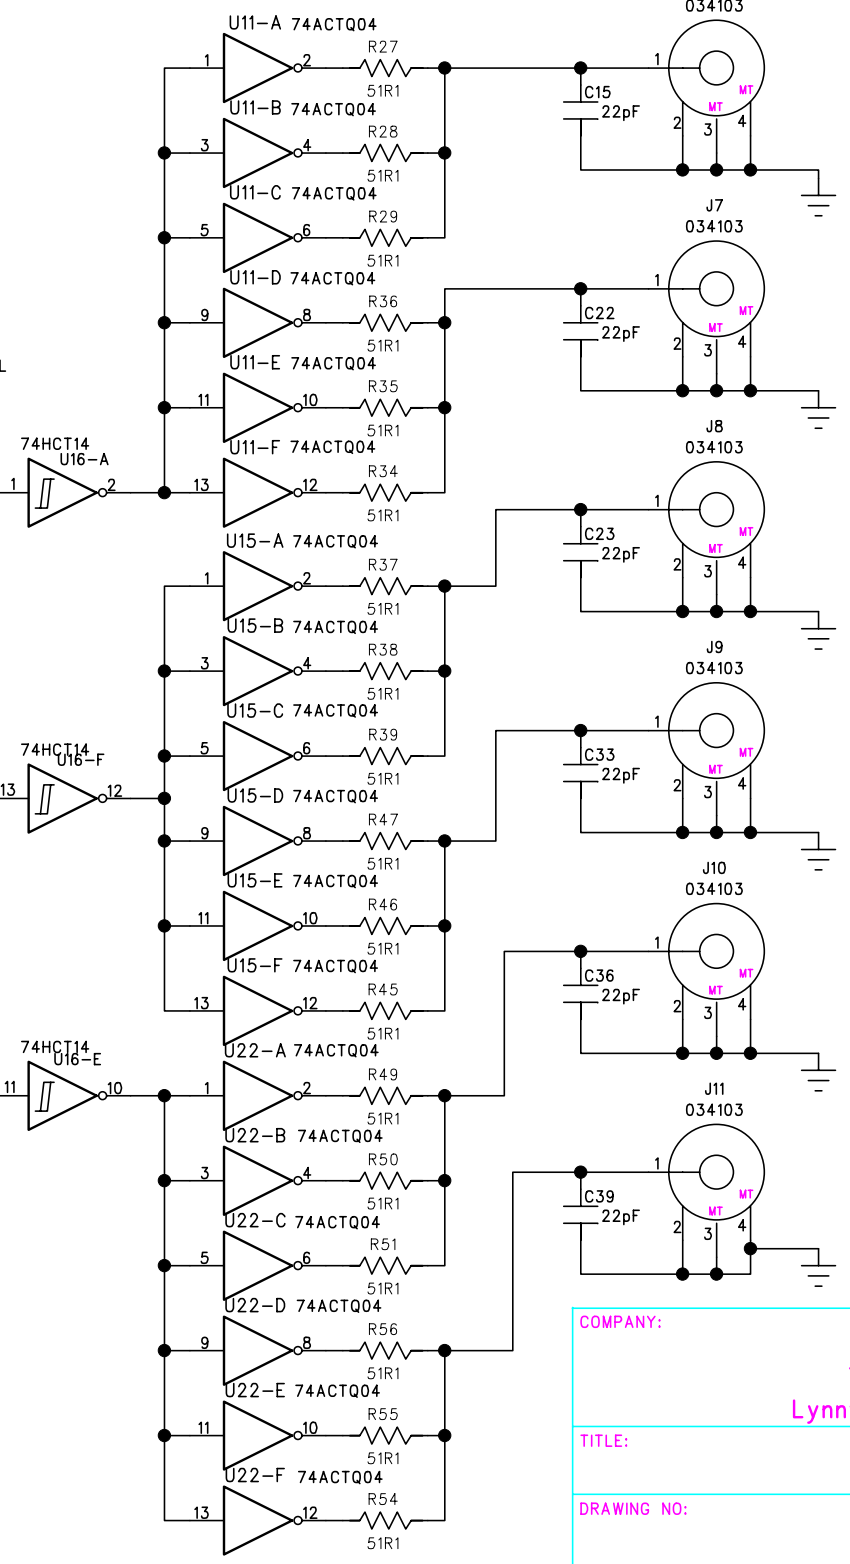 034103
U11-A 74ACTQ04
1
2
R27
51R1
1
C15
22pF
MT
MT
2
3
4
U11-B 74ACTQ04
3
4
R28
51R1
U11-C 74ACTQ04
5
6
R29
51R1
J7
034103
U11-D 74ACTQ04
9
8
R36
51R1
1
C22
22pF
MT
MT
2
3
4
L
U11-E 74ACTQ04
11
10
R35
51R1
74HCT14
U16-A
1
2
U11-F 74ACTQ04
13
12
R34
51R1
J8
034103
1
C23
22pF
MT
MT
2
3
4
U15-A 74ACTQ04
1
2
R37
51R1
U15-B 74ACTQ04
3
4
R38
51R1
J9
034103
U15-C 74ACTQ04
5
6
R39
51R1
1
C33
22pF
MT
MT
2
3
4
74HCT14
U16-F
13
12
U15-D 74ACTQ04
9
8
R47
51R1
J10
034103
U15-E 74ACTQ04
11
10
R46
51R1
1
C36
22pF
MT
MT
2
3
4
U15-F 74ACTQ04
13
12
R45
51R1
74HCT14
U16-E
11
10
U22-A 74ACTQ04
1
2
R49
51R1
J11
034103
U22-B 74ACTQ04
3
4
R50
51R1
1
C39
22pF
MT
MT
2
3
4
U22-C 74ACTQ04
5
6
R51
51R1
U22-D 74ACTQ04
9
8
R56
51R1
U22-E 74ACTQ04
11
10
R55
51R1
U22-F 74ACTQ04
13
12
R54
51R1
COMPANY:
Lynn
TITLE:
DRAWING NO: